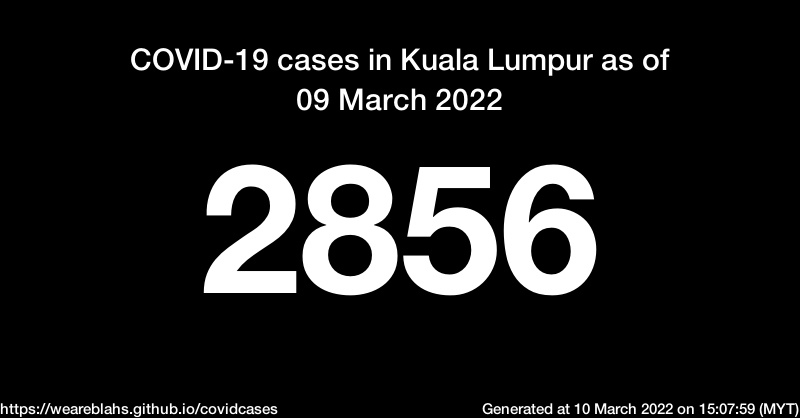 COVID-19 cases in Kuala Lumpur as of
09 March 2022
2856
https://weareblahs.github.io/covidcases
Generated at 10 March 2022 on 15:07:59 (MYT)